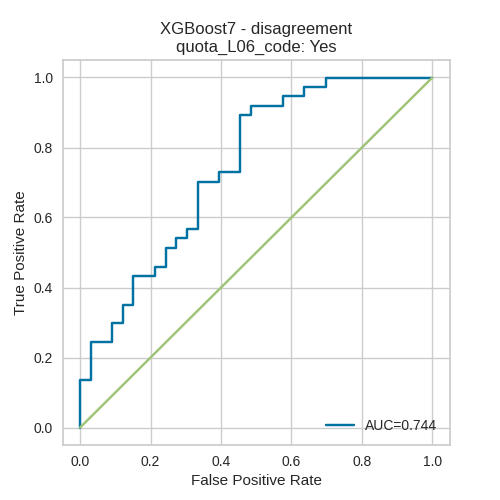 XGBoost7 - disagreement
quota_L06_code: Yes
1.0
0.8
0.6
0.4
0.2
0.0
True Positive Rate
AUC=0.744
0.0 0.2 0.4 0.6 0.8 1.0
False Positive Rate